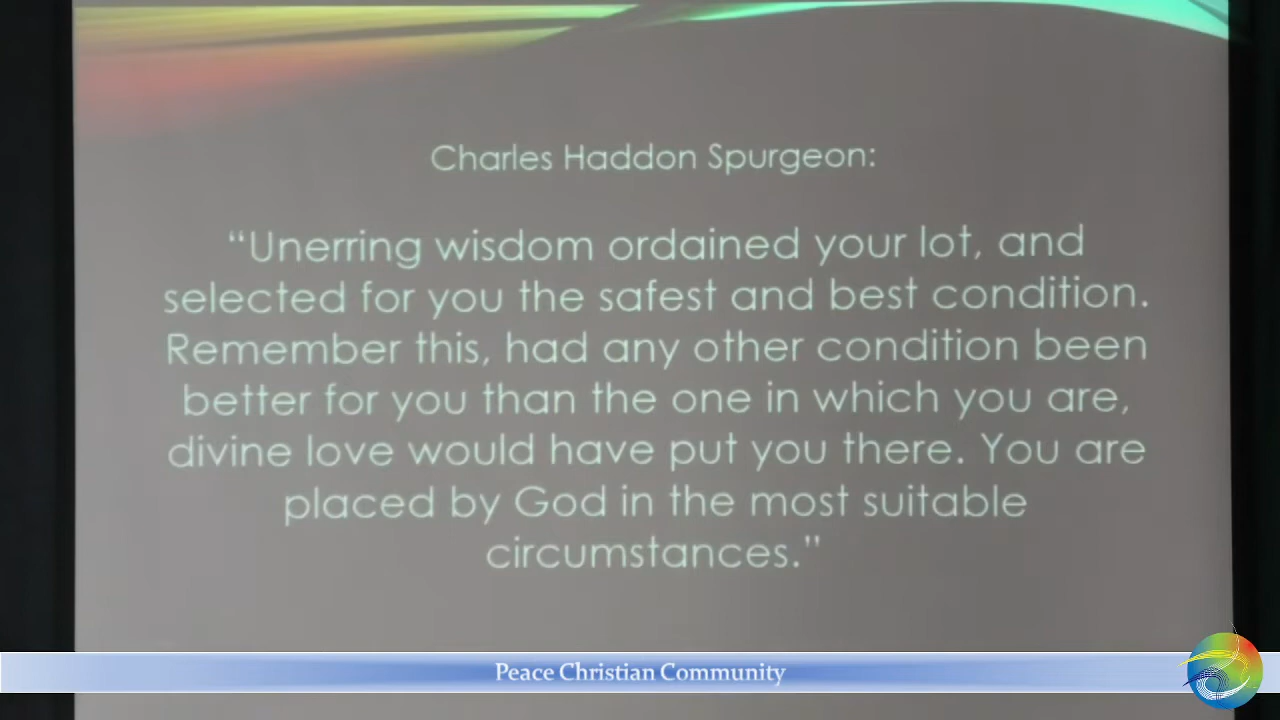 Charles Haddon Spurgeon:
“Unerring wisdom ordained your lot, and
selected for you the safest and best condition.
Remember this, had any other condition been
better for you than the one in which you are,
divine love would have put you there. You are
placed by God in the most suitable
circumstances.”
Peace Christian Community